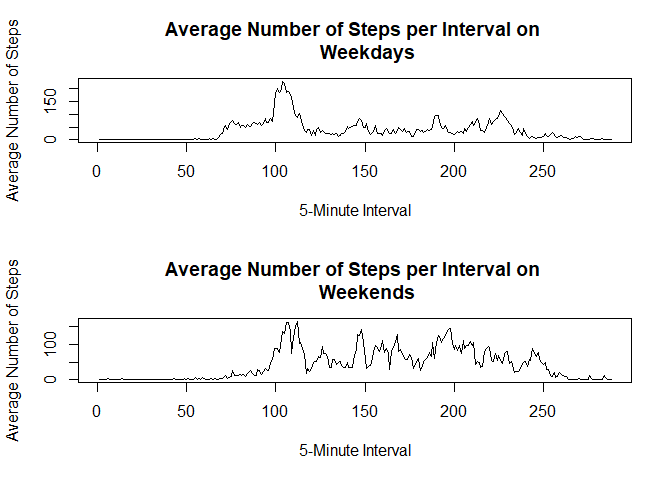 Average Number of Steps per Interval on
Weekdays
Average Number of Steps
150
0
0 50 100 150 200 250
5-Minute Interval
Average Number of Steps per Interval on
Weekends
Average Number of Steps
100
0
0 50 100 150 200 250
5-Minute Interval